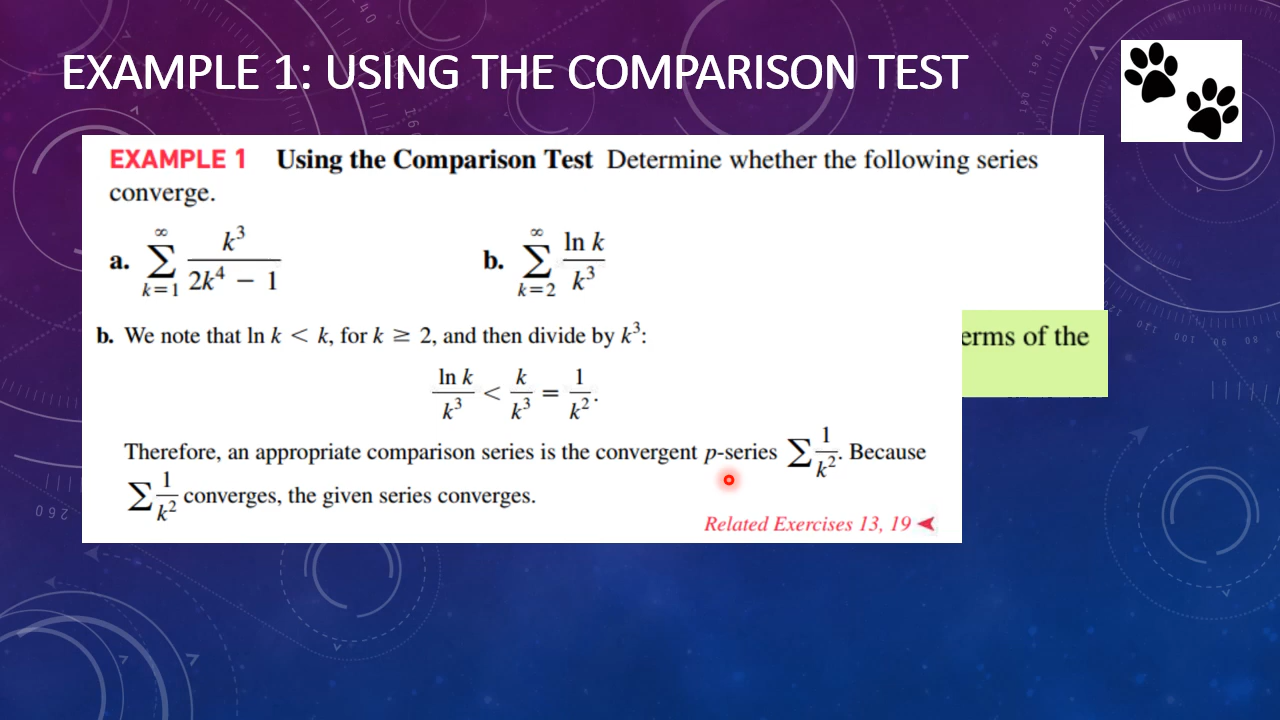 EXAMPLE 1: USING THE COMPARISON TEST
EXAMPLE 1 Using the Comparison Test Determine whether the following series
converge.
a. ∑_{k=1}^{∞} k³/(2k⁴ − 1) b. ∑_{k=2}^{∞} ln k/k³
b. We note that ln k < k, for k ≥ 2, and then divide by k³:
erms of the
ln k/k³ < k/k³ = 1/k².
Therefore, an appropriate comparison series is the convergent p-series ∑ 1/k². Because
∑ 1/k² converges, the given series converges.
Related Exercises 13, 19 ◄